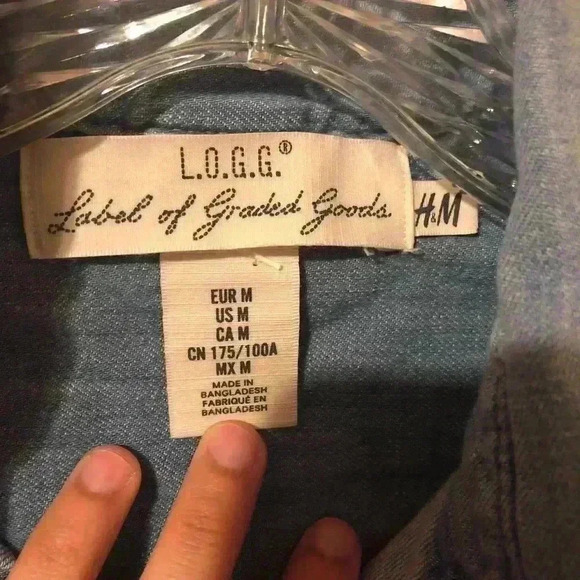 L.O.G.G.®
Label of Graded Goods
H&M
EUR M
US M
CA M
CN 175/100A
MX M
MADE IN
BANGLADESH
FABRIQUÉ EN
BANGLADESH